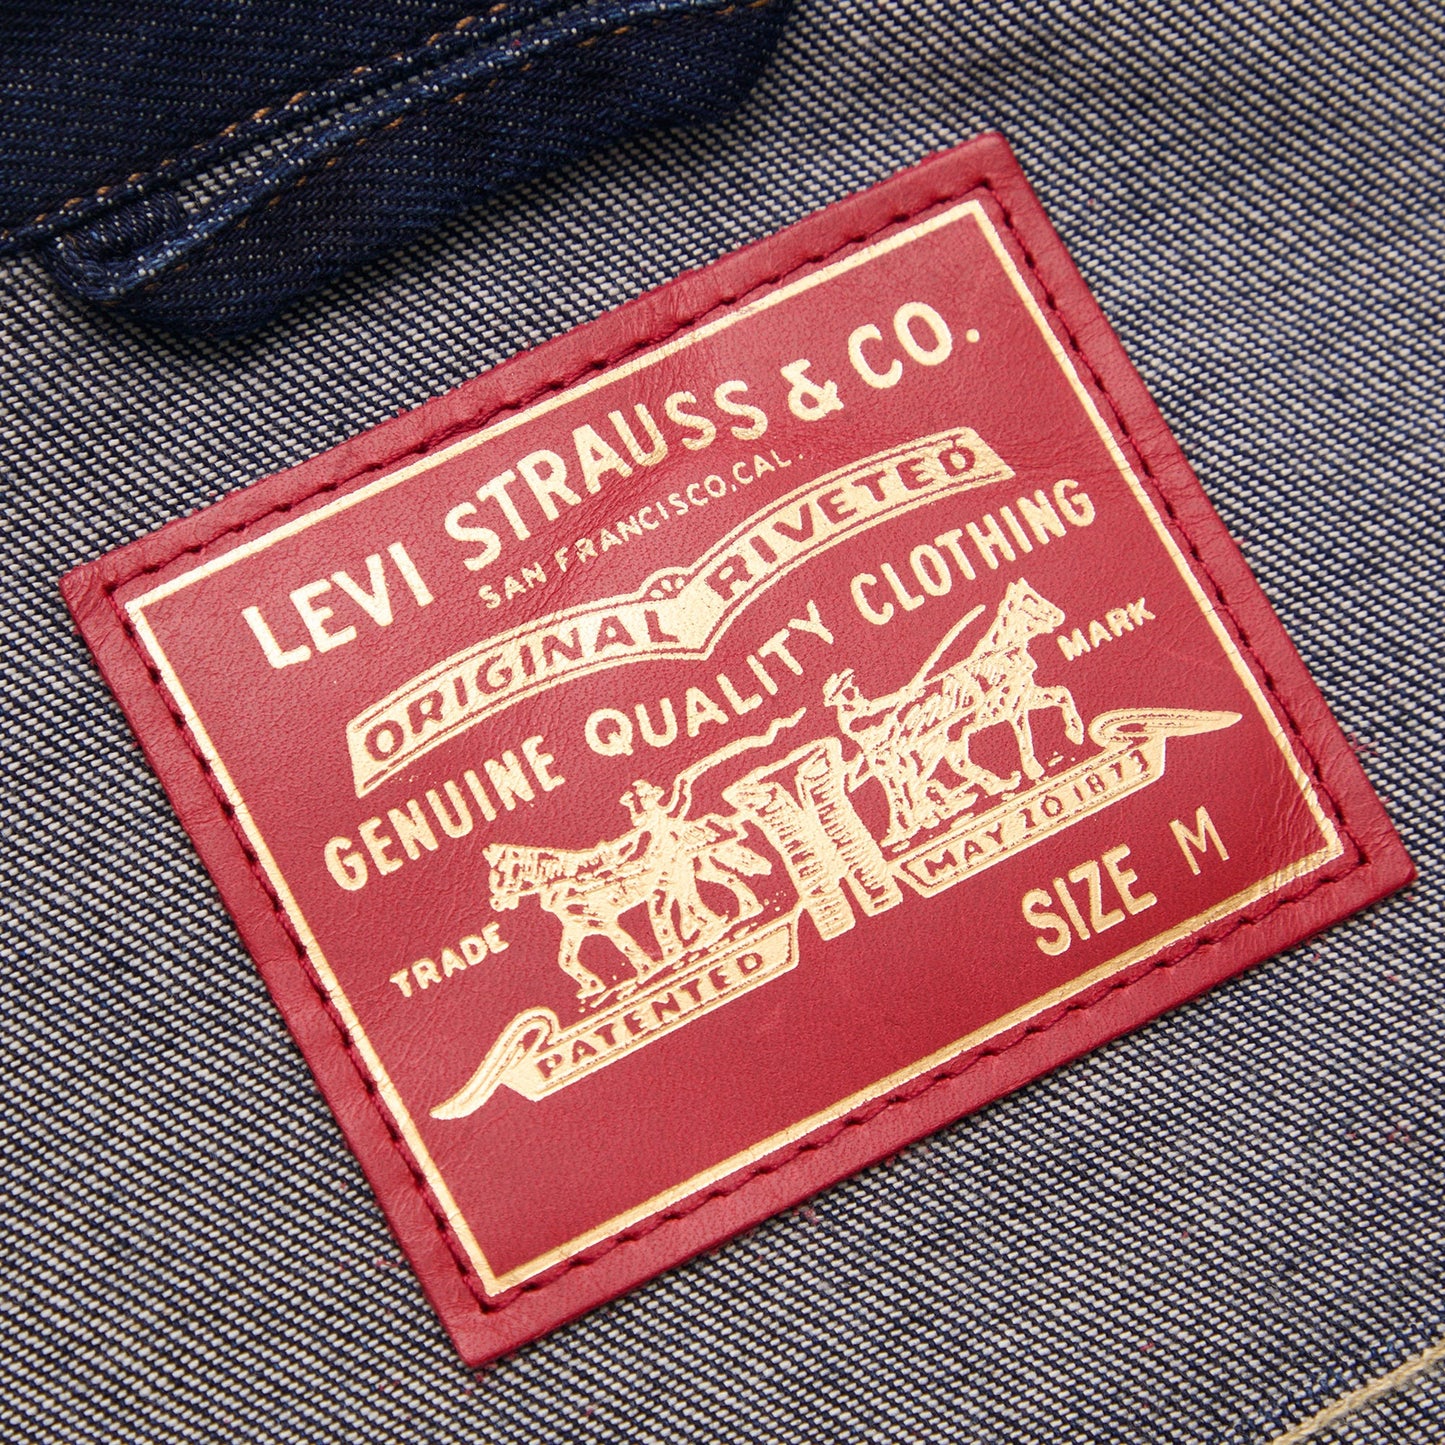 LEVI STRAUSS & CO.
SAN FRANCISCO, CAL.
ORIGINAL RIVETED
GENUINE QUALITY CLOTHING
TRADE MARK
PATENTED MAY 20 1873
SIZE M